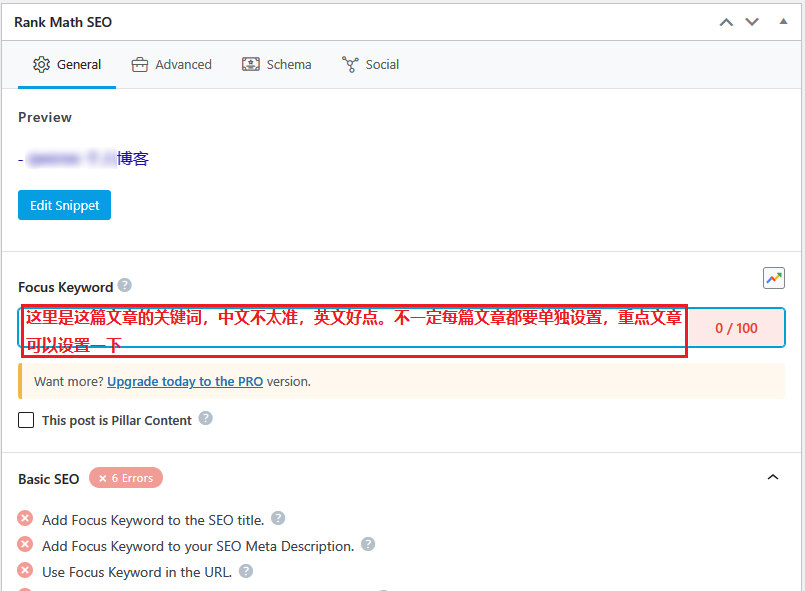 Rank Math SEO
General
Advanced
Schema
Social
Preview
- 博客
Edit Snippet
Focus Keyword
这里是这篇文章的关键词，中文不太准，英文好点。不一定每篇文章都要单独设置，重点文章
可以设置一下
0 / 100
Want more? Upgrade today to the PRO version.
This post is Pillar Content
Basic SEO
× 6 Errors
Add Focus Keyword to the SEO title.
Add Focus Keyword to your SEO Meta Description.
Use Focus Keyword in the URL.